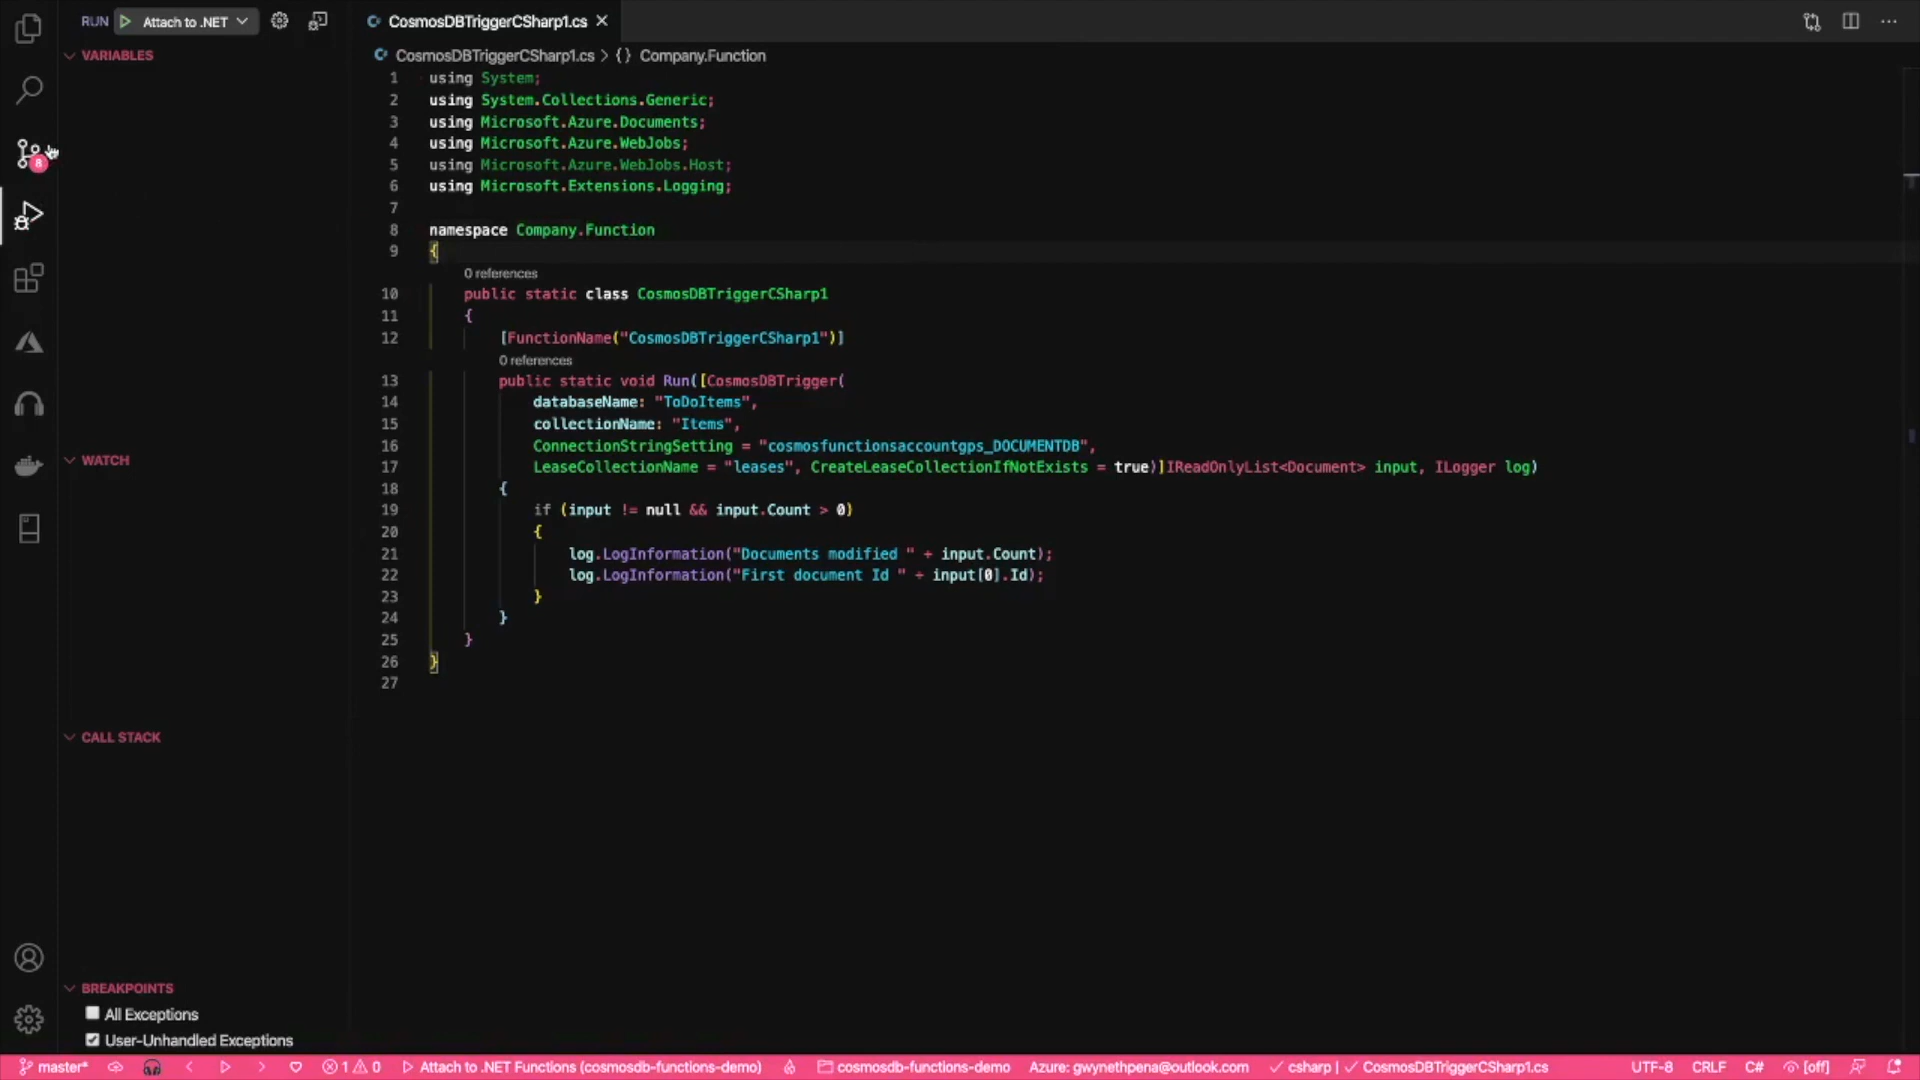 RUN Attach to .NET
CosmosDBTriggerCSharp1.cs
VARIABLES
8
WATCH
CALL STACK
BREAKPOINTS
All Exceptions
User-Unhandled Exceptions
CosmosDBTriggerCSharp1.cs > {} Company.Function
1 using System;
2 using System.Collections.Generic;
3 using Microsoft.Azure.Documents;
4 using Microsoft.Azure.WebJobs;
5 using Microsoft.Azure.WebJobs.Host;
6 using Microsoft.Extensions.Logging;
7
8 namespace Company.Function
9 {
0 references
10 public static class CosmosDBTriggerCSharp1
11 {
12 [FunctionName("CosmosDBTriggerCSharp1")]
0 references
13 public static void Run([CosmosDBTrigger(
14 databaseName: "ToDoItems",
15 collectionName: "Items",
16 ConnectionStringSetting = "cosmosfunctionsaccountgps_DOCUMENTDB",
17 LeaseCollectionName = "leases", CreateLeaseCollectionIfNotExists = true)]IReadOnlyList<Document> input, ILogger log)
18 {
19 if (input != null && input.Count > 0)
20 {
21 log.LogInformation("Documents modified " + input.Count);
22 log.LogInformation("First document Id " + input[0].Id);
23 }
24 }
25 }
26 }
27
master* 1 0 Attach to .NET Functions (cosmosdb-functions-demo) cosmosdb-functions-demo Azure: gwynethpena@outlook.com csharp | CosmosDBTriggerCSharp1.cs UTF-8 CRLF C# [off]